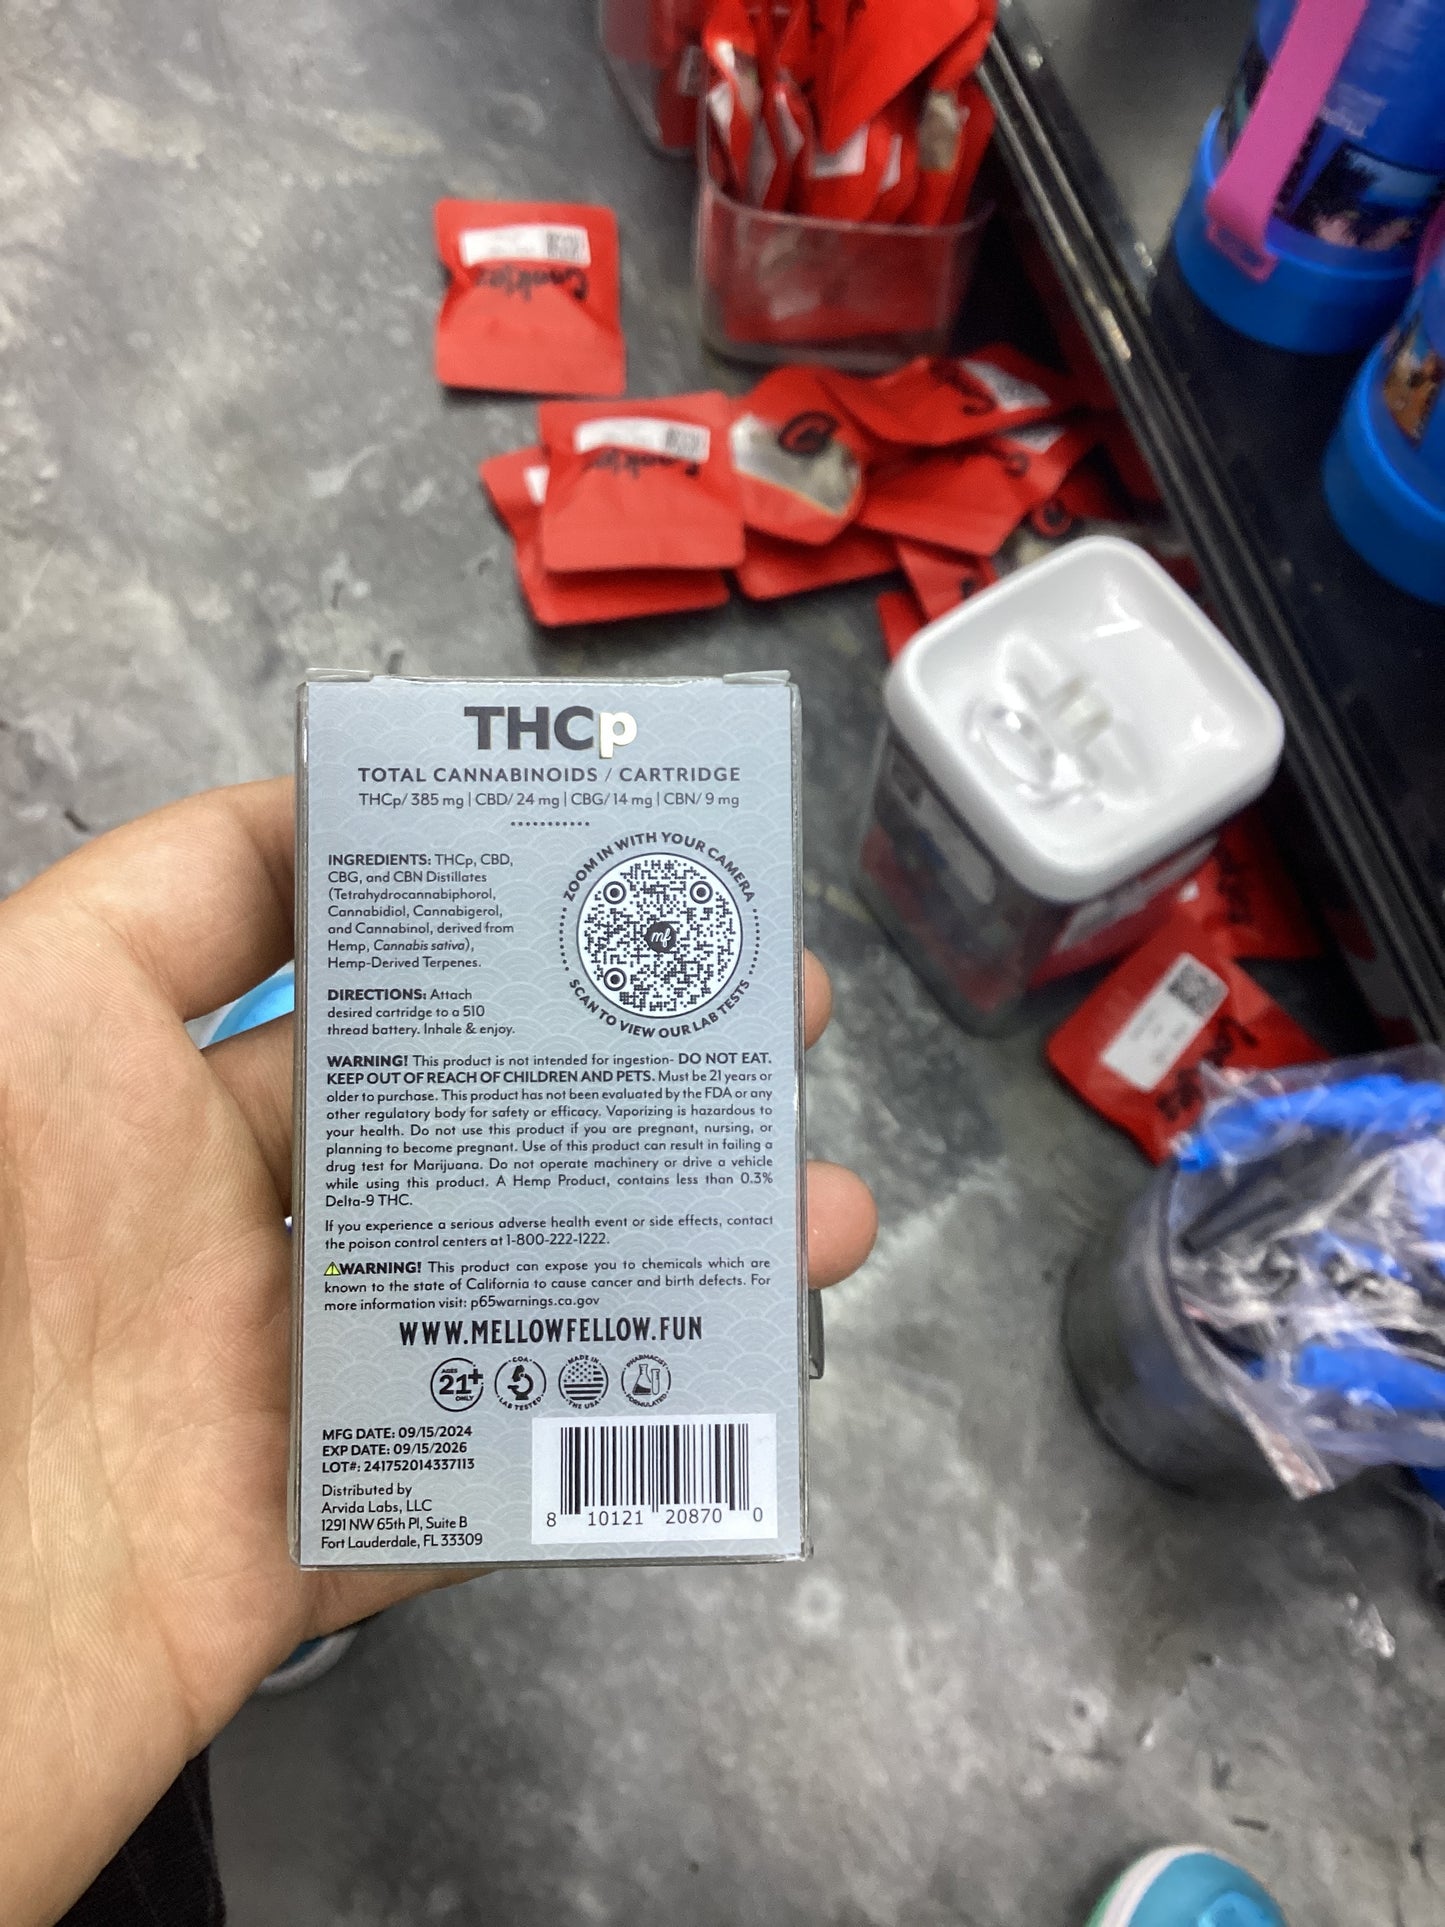 Cookies
Cookies
THCp
TOTAL CANNABINOIDS / CARTRIDGE
THCp/ 385 mg | CBD/ 24 mg | CBG/ 14 mg | CBN/ 9 mg
INGREDIENTS: THCp, CBD,
CBG, and CBN Distillates
(Tetrahydrocannabiphorol,
Cannabidiol, Cannabigerol,
and Cannabinol, derived from
Hemp, Cannabis sativa),
Hemp-Derived Terpenes.
ZOOM IN WITH YOUR CAMERA
mf
SCAN TO VIEW OUR LAB TESTS
DIRECTIONS: Attach
desired cartridge to a 510
thread battery. Inhale & enjoy.
WARNING! This product is not intended for ingestion- DO NOT EAT.
KEEP OUT OF REACH OF CHILDREN AND PETS. Must be 21 years or
older to purchase. This product has not been evaluated by the FDA or any
other regulatory body for safety or efficacy. Vaporizing is hazardous to
your health. Do not use this product if you are pregnant, nursing, or
planning to become pregnant. Use of this product can result in failing a
drug test for Marijuana. Do not operate machinery or drive a vehicle
while using this product. A Hemp Product, contains less than 0.3%
Delta-9 THC.
If you experience a serious adverse health event or side effects, contact
the poison control centers at 1-800-222-1222.
⚠WARNING! This product can expose you to chemicals which are
known to the state of California to cause cancer and birth defects. For
more information visit: p65warnings.ca.gov
WWW.MELLOWFELLOW.FUN
AGES 21+ ONLY
COA LAB TESTED
MADE IN THE USA
PHARMACIST FORMULATED
MFG DATE: 09/15/2024
EXP DATE: 09/15/2026
LOT#: 241752014337113
Distributed by
Arvida Labs, LLC
1291 NW 65th Pl, Suite B
Fort Lauderdale, FL 33309
8 10121 20870 0